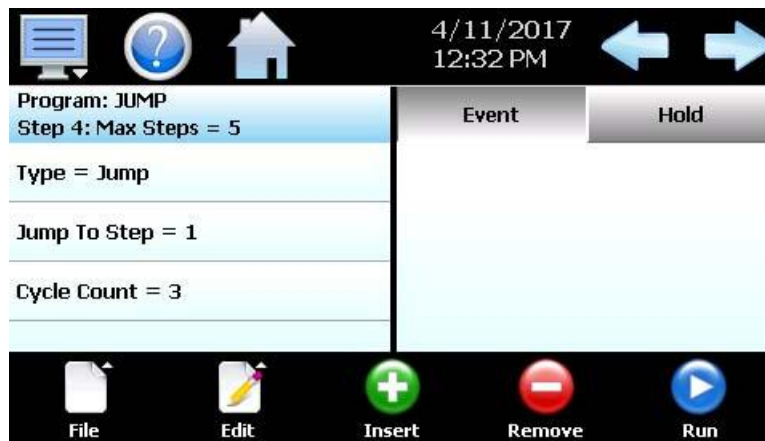 4/11/2017
12:32 PM
Program: JUMP
Step 4: Max Steps = 5
Event
Hold
Type = Jump
Jump To Step = 1
Cycle Count = 3
File
Edit
Insert
Remove
Run